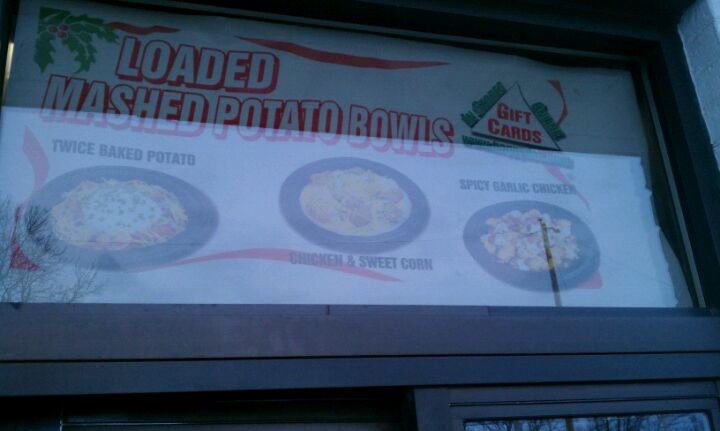 LOADED
MASHED POTATO BOWLS
GIFT
CARDS
TWICE BAKED POTATO
CHICKEN & SWEET CORN
SPICY GARLIC CHICKEN